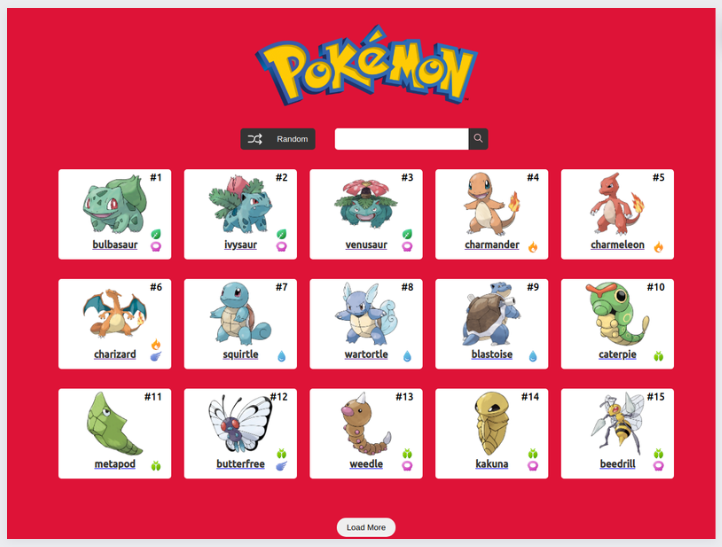 POKéMON
Random
#1
bulbasaur
#2
ivysaur
#3
venusaur
#4
charmander
#5
charmeleon
#6
charizard
#7
squirtle
#8
wartortle
#9
blastoise
#10
caterpie
#11
metapod
#12
butterfree
#13
weedle
#14
kakuna
#15
beedrill
Load More